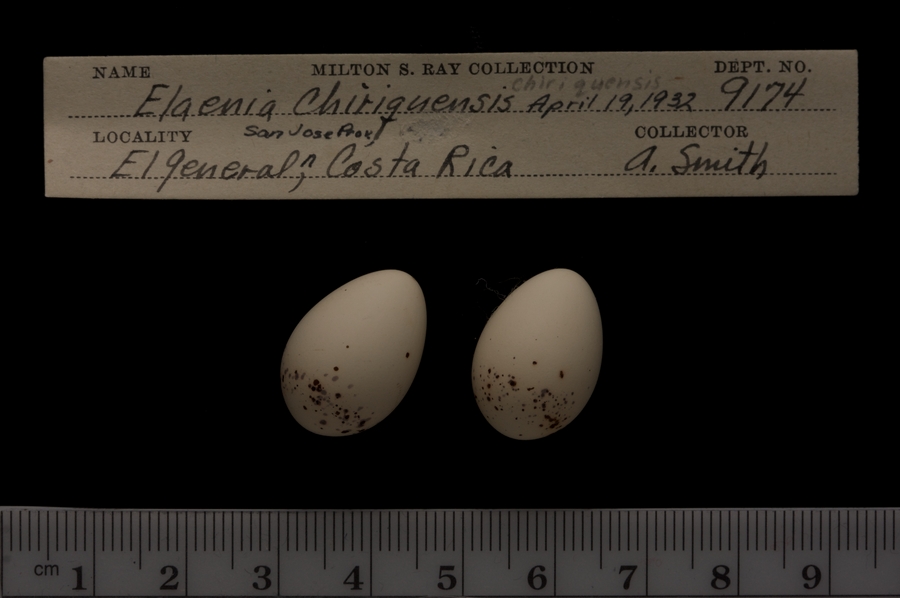 NAME MILTON S. RAY COLLECTION DEPT. NO.
chiriquensis
Elaenia Chiriquensis April 19, 1932 9174
LOCALITY San Jose Prov. COLLECTOR
El General, Costa Rica A. Smith
cm 1 2 3 4 5 6 7 8 9